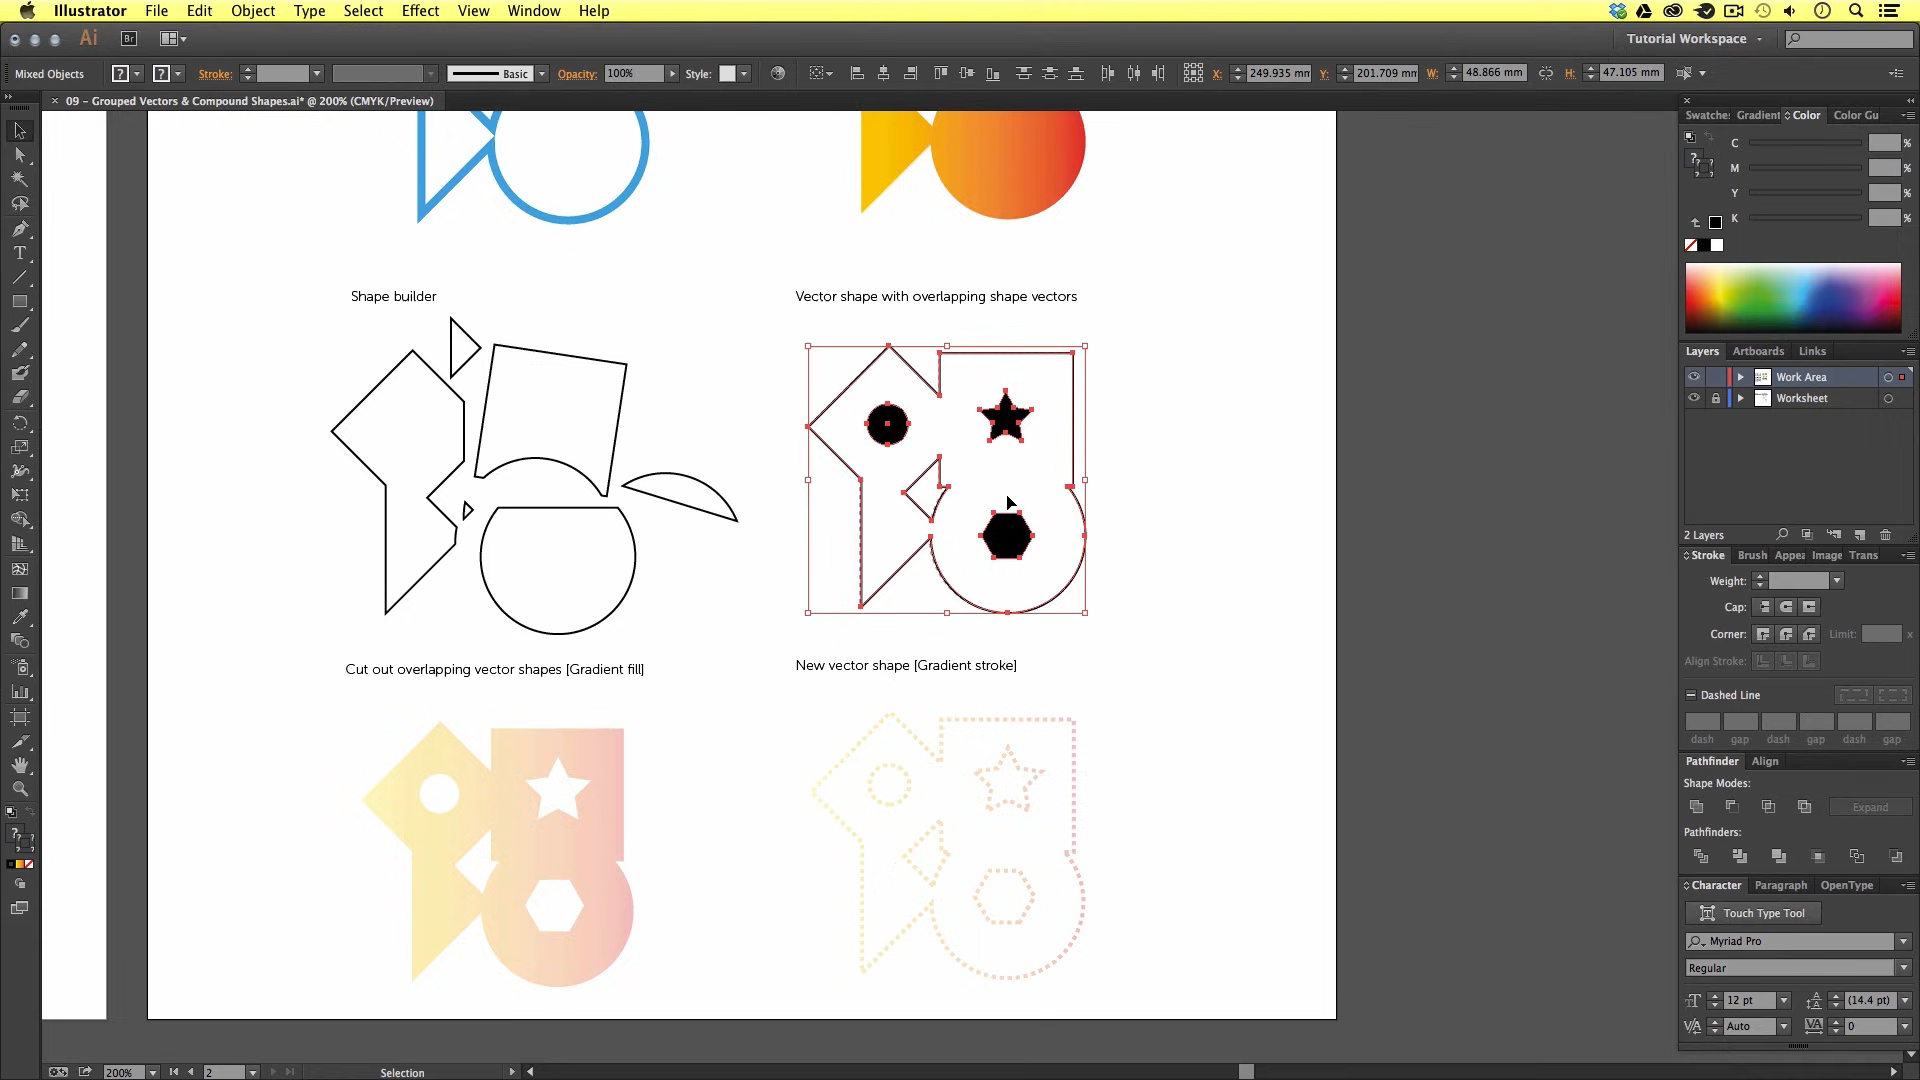 Illustrator File Edit Object Type Select Effect View Window Help
Ai Br Tutorial Workspace
Mixed Objects ? ? Stroke: Basic Opacity: 100% Style: X: 249.935 mm Y: 201.709 mm W: 48.866 mm H: 47.105 mm
× 09 - Grouped Vectors & Compound Shapes.ai* @ 200% (CMYK/Preview)
Swatches Gradient Color Color Gu
C %
M %
Y %
K %
Shape builder
Vector shape with overlapping shape vectors
Layers Artboards Links
Work Area
Worksheet
2 Layers
Stroke Brush Appea Image Trans
Weight:
Cap:
Corner: Limit: x
Align Stroke:
Dashed Line
dash gap dash gap dash gap
Cut out overlapping vector shapes [Gradient fill]
New vector shape [Gradient stroke]
Pathfinder Align
Shape Modes:
Expand
Pathfinders:
Character Paragraph OpenType
Touch Type Tool
Myriad Pro
Regular
12 pt (14.4 pt)
Auto 0
200% 2 Selection